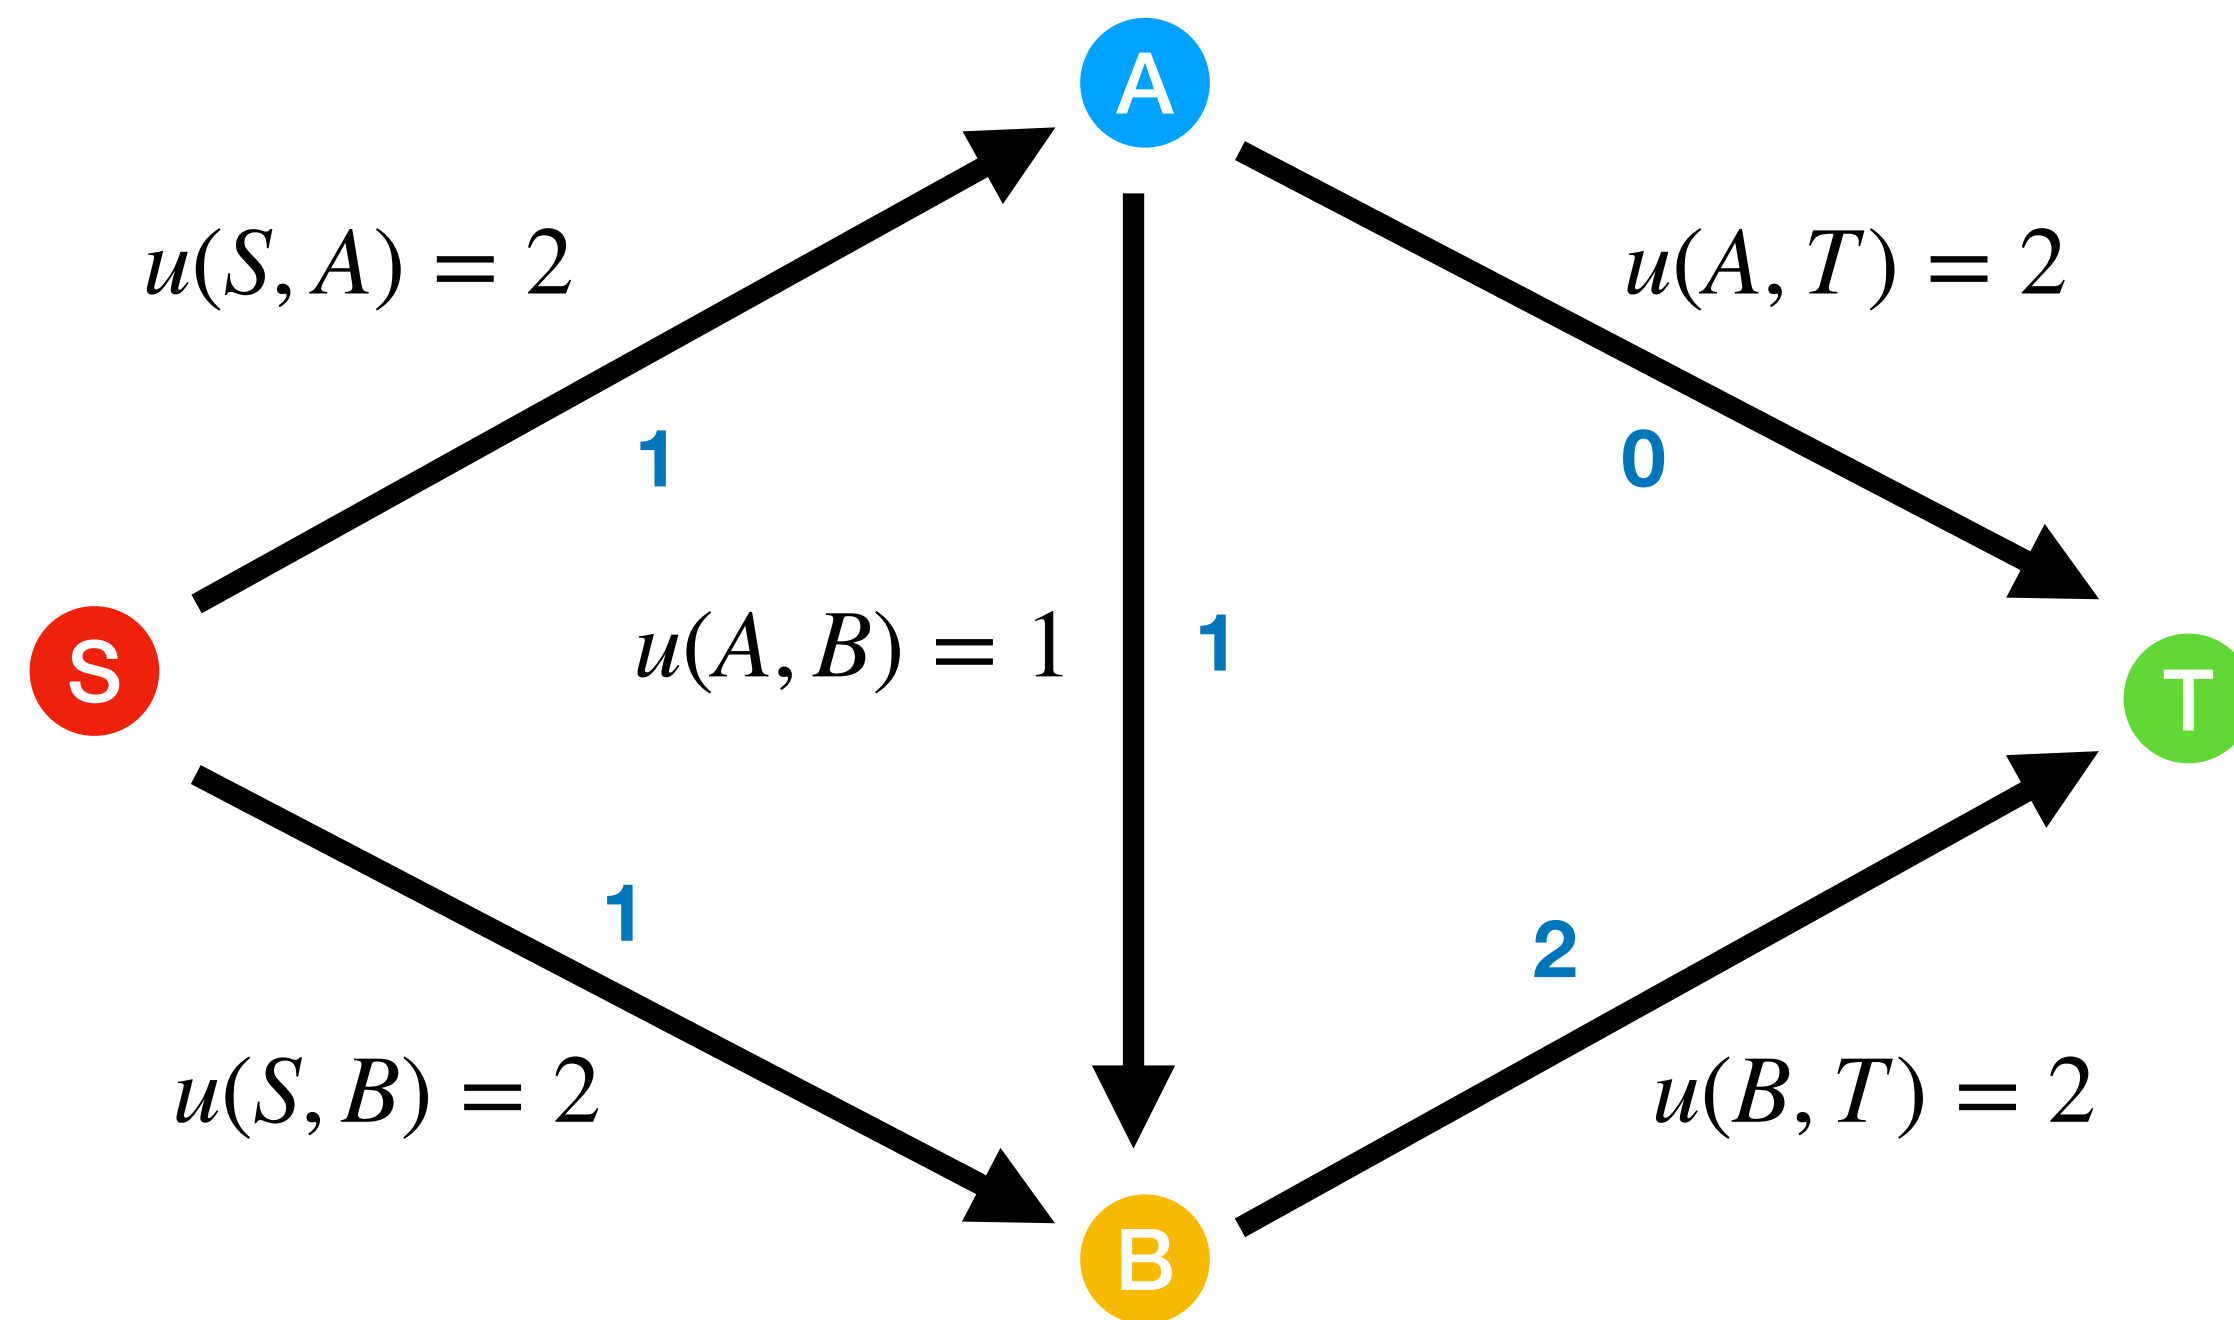 A
u(S, A) = 2
u(A, T) = 2
1
0
S
u(A, B) = 1
1
T
1
2
u(S, B) = 2
u(B, T) = 2
B